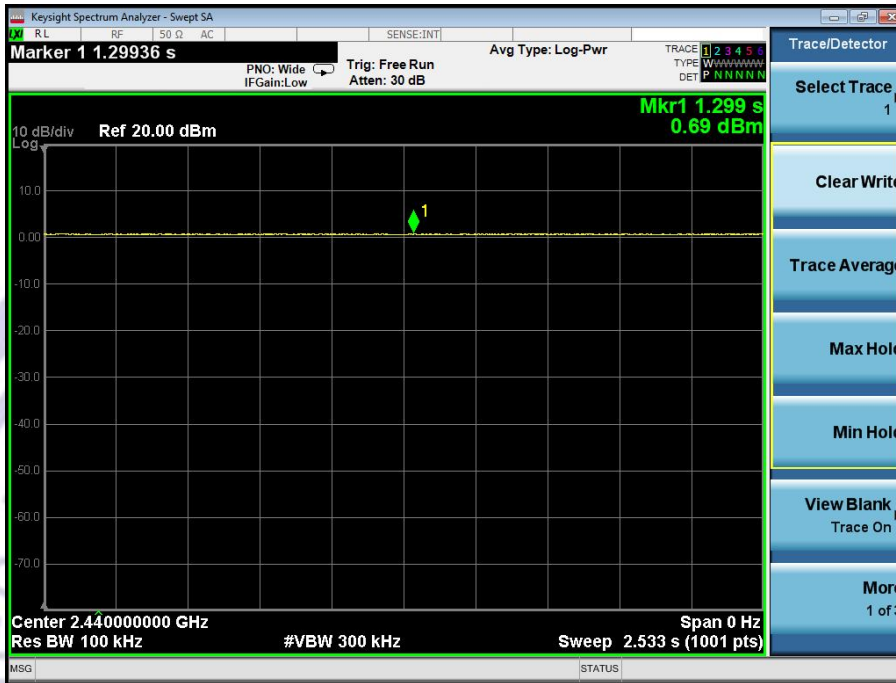 Keysight Spectrum Analyzer - Swept SA
LXI RL RF 50 Ω AC SENSE:INT
Marker 1 1.29936 s
PNO: Wide
IFGain:Low
Trig: Free Run
Atten: 30 dB
Avg Type: Log-Pwr
TRACE 1 2 3 4 5 6
TYPE W
DET P N N N N N
Mkr1 1.299 s
0.69 dBm
10 dB/div Ref 20.00 dBm
Log
1
10.0
0.00
-10.0
-20.0
-30.0
-40.0
-50.0
-60.0
-70.0
Center 2.440000000 GHz Span 0 Hz
Res BW 100 kHz #VBW 300 kHz Sweep 2.533 s (1001 pts)
MSG STATUS
Trace/Detector
Select Trace
1
Clear Write
Trace Average
Max Hold
Min Hold
View Blank
Trace On
More
1 of 3